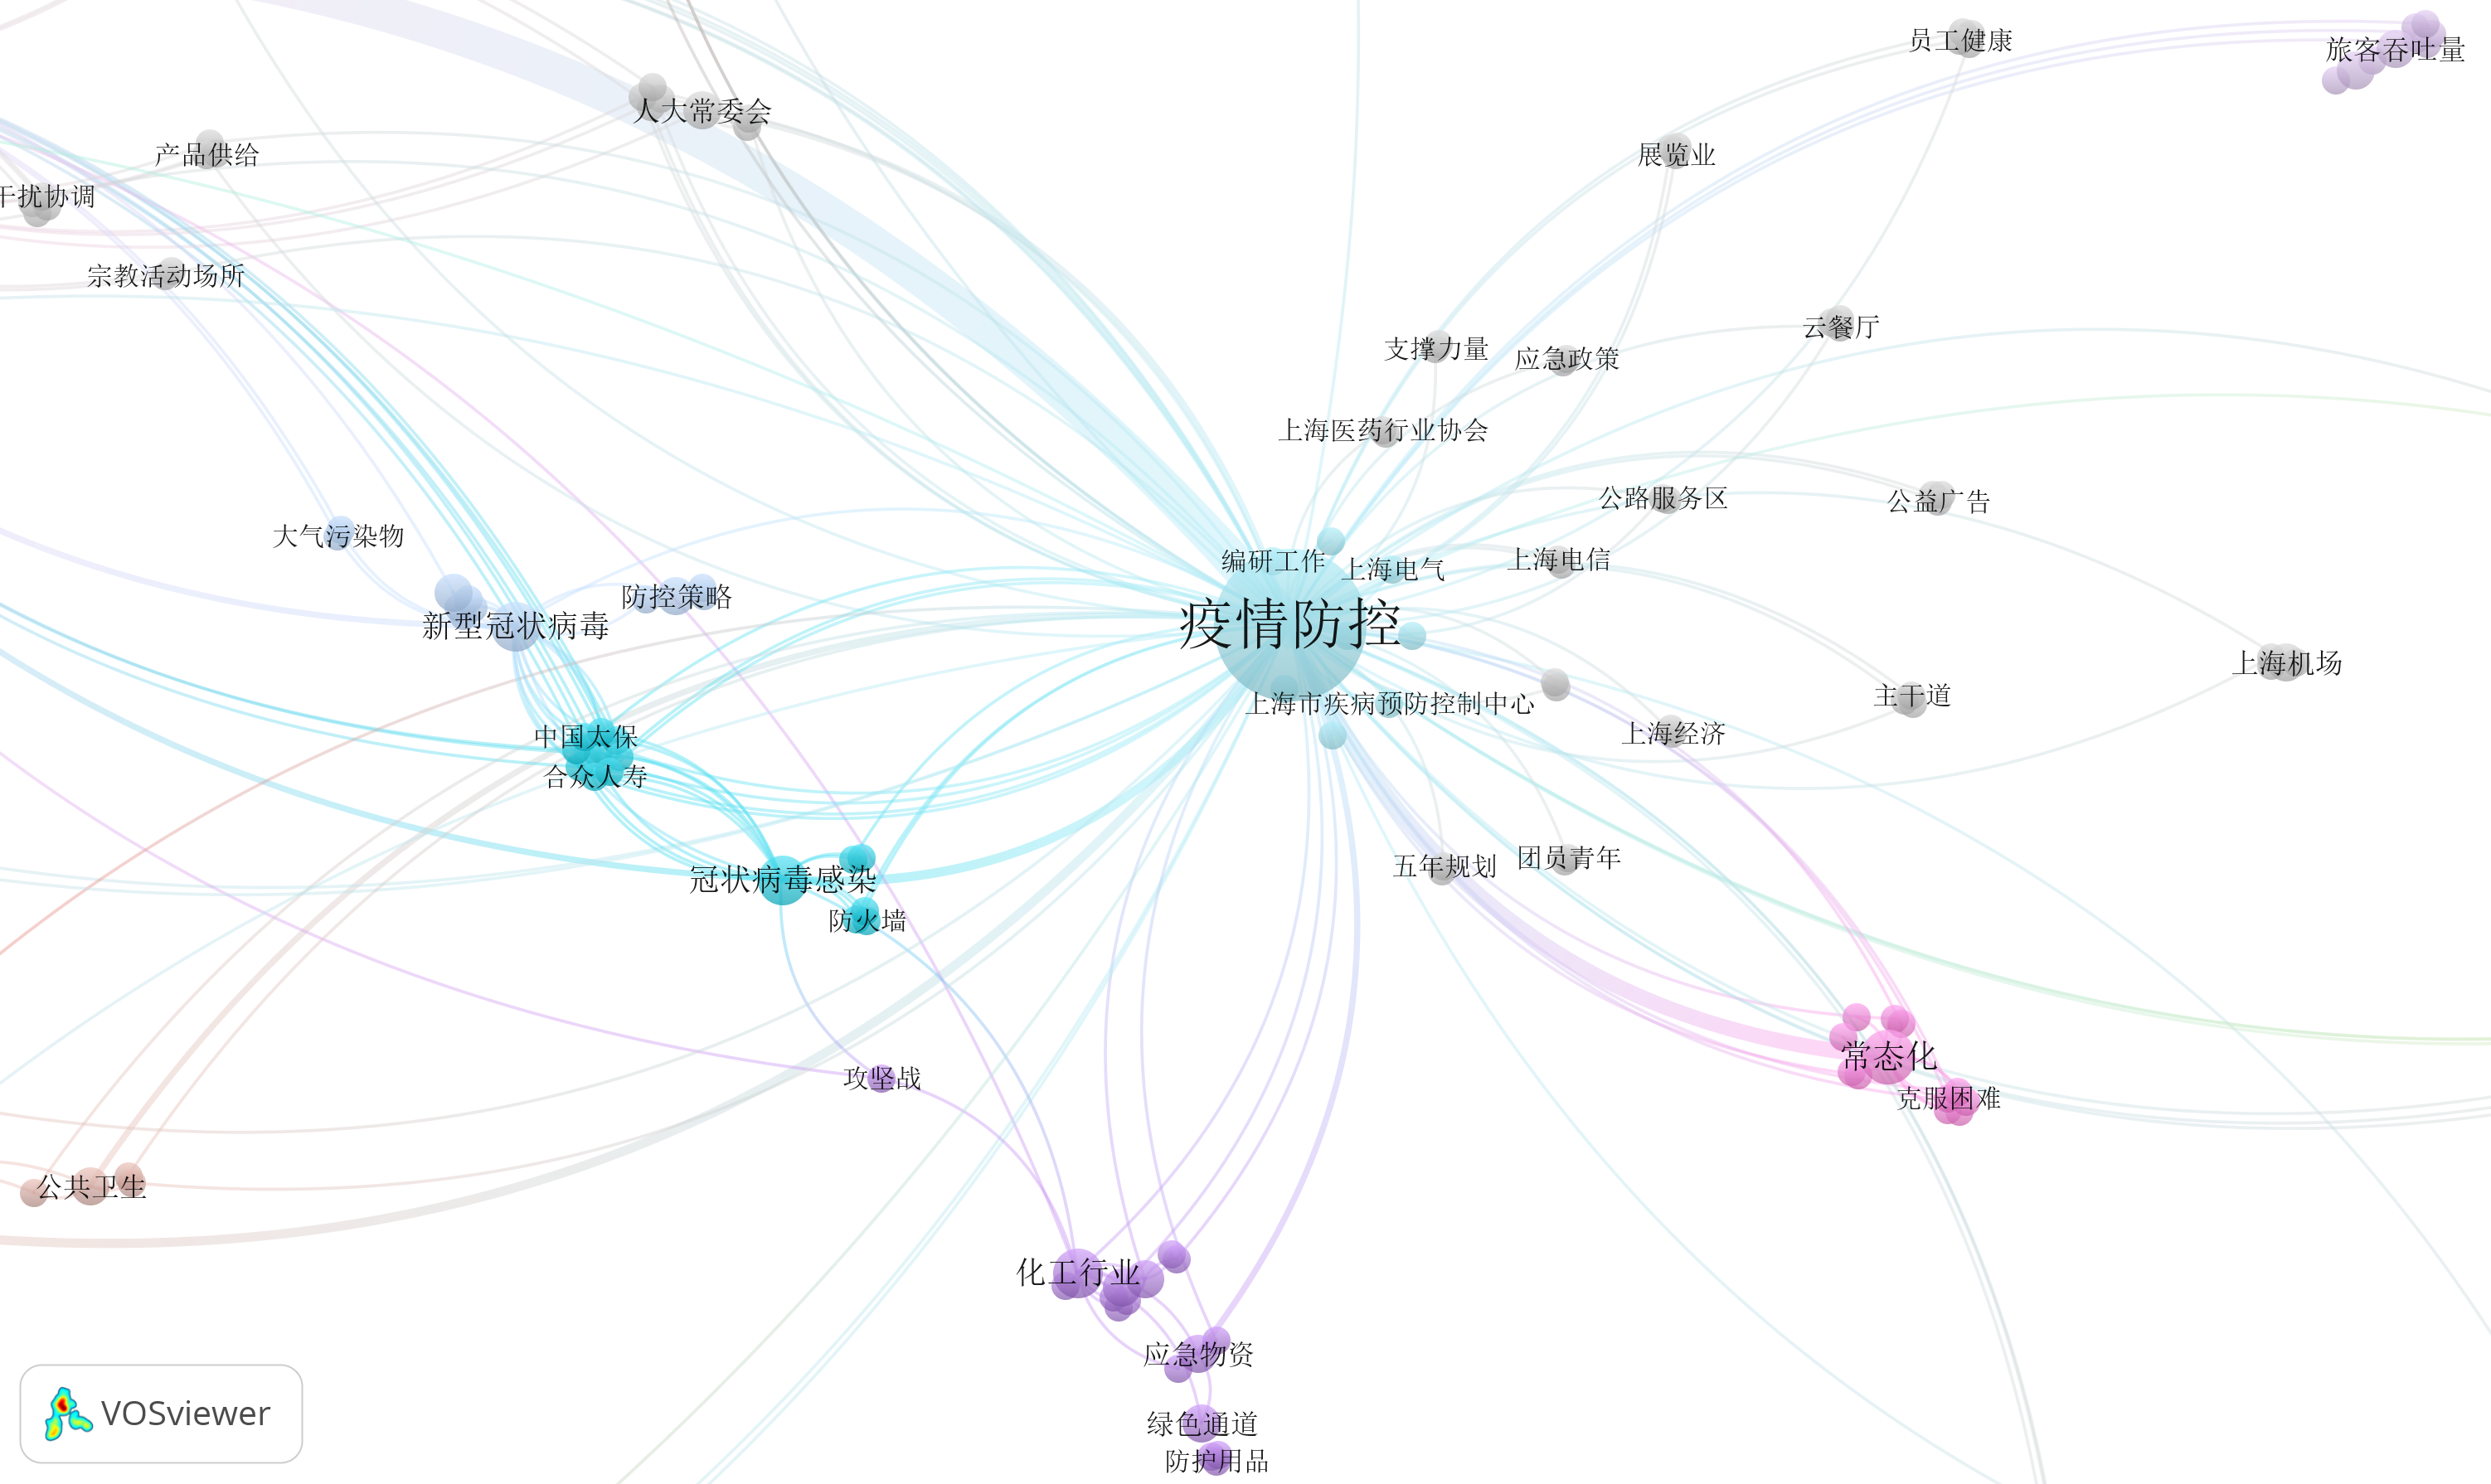 员工健康
旅客吞吐量
人大常委会
产品供给
展览业
干扰协调
宗教活动场所
云餐厅
支撑力量
应急政策
上海医药行业协会
公路服务区
公益广告
大气污染物
编研工作
上海电气
上海电信
防控策略
新型冠状病毒
疫情防控
上海机场
主干道
上海市疾病预防控制中心
上海经济
中国太保
合众人寿
五年规划
团员青年
冠状病毒感染
防火墙
常态化
攻坚战
克服困难
公共卫生
化工行业
应急物资
绿色通道
防护用品
VOSviewer